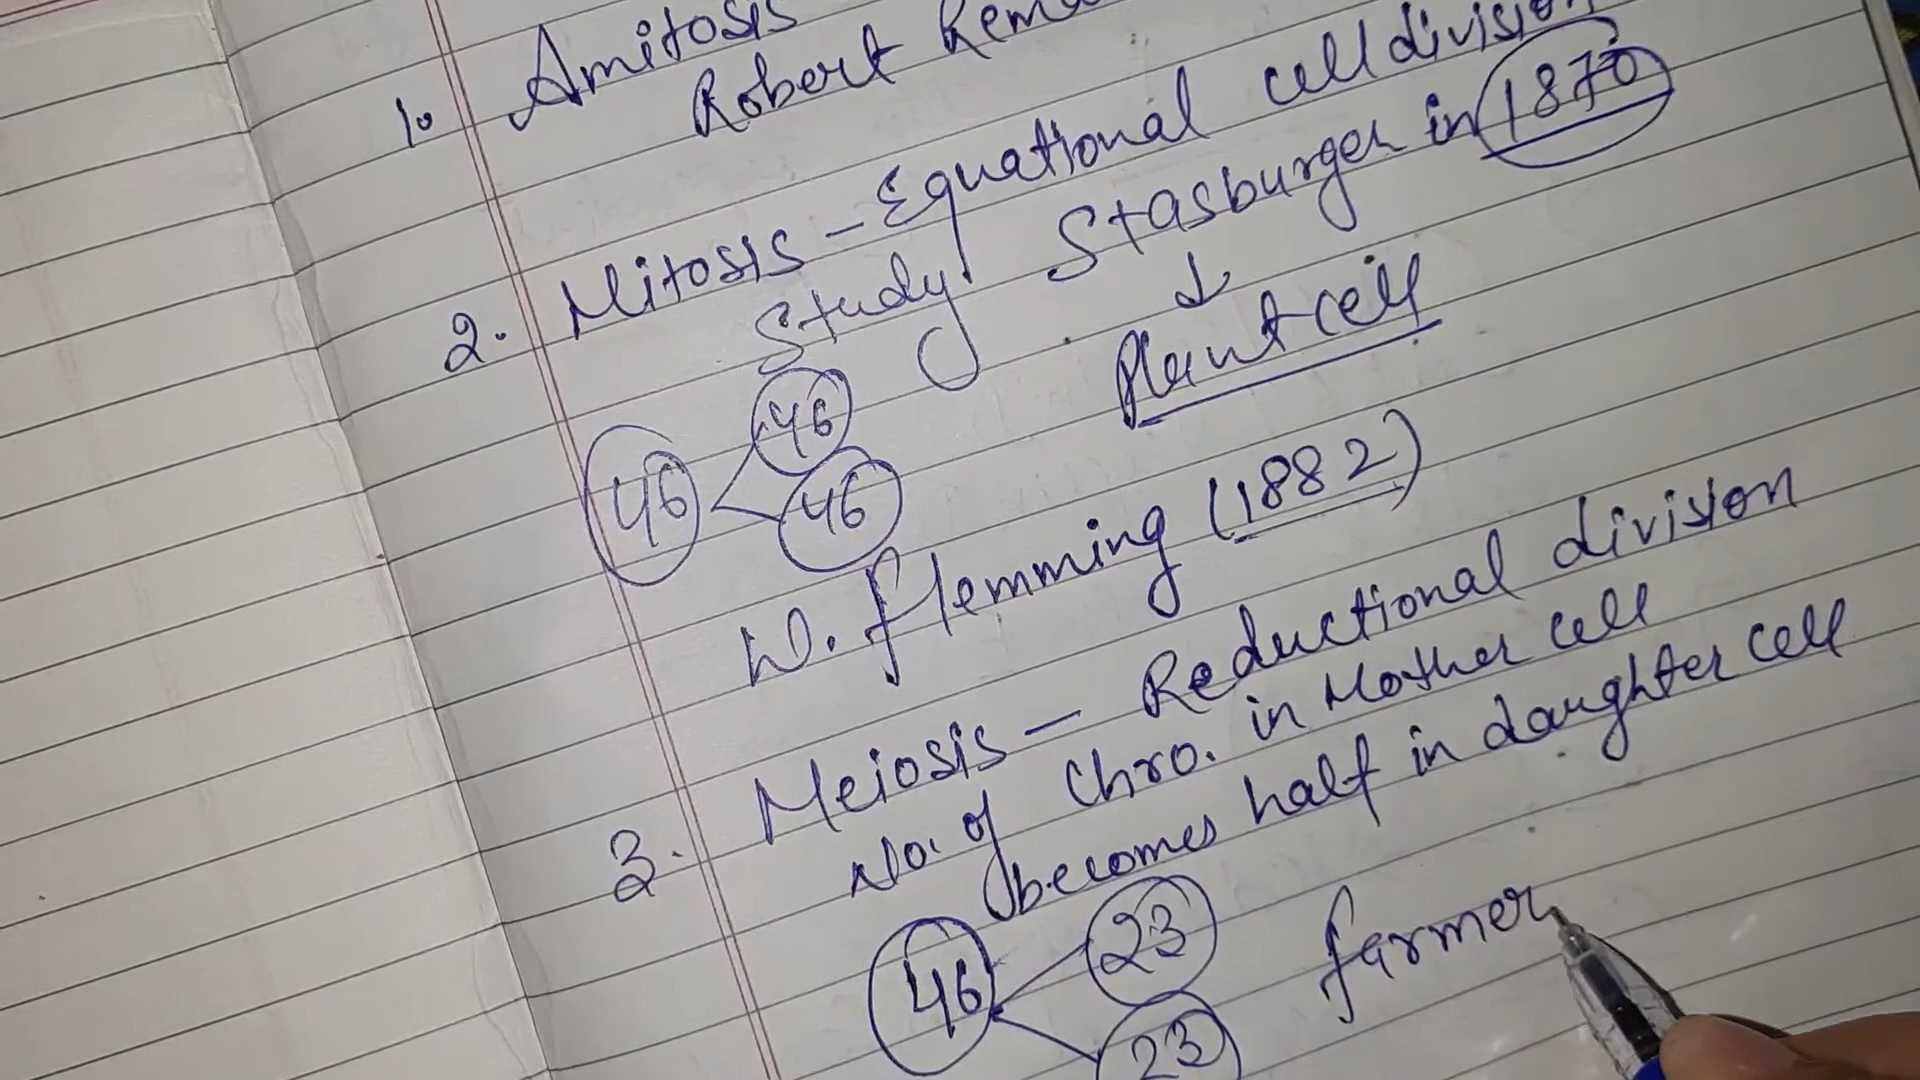 1. Amitosis
Robert Rema
2. Mitosis - Equational cell division
Study. Stasburger in 1870
Plant cell
46
46
46
W. flemming (1882)
3. Meiosis - Reductional division
No. of Chro. in Mother cell
becomes half in daughter cell
46
23
23
farmer